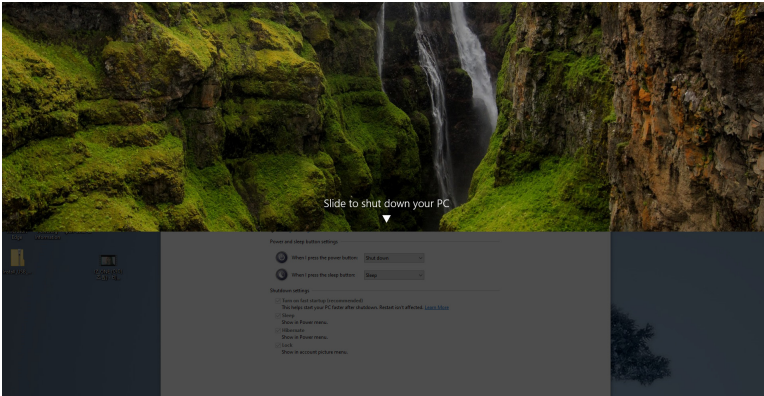 Slide to shut down your PC
Power and sleep button settings
When I press the power button: Shut down
When I press the sleep button: Sleep
Shutdown settings
Turn on fast startup (recommended)
This helps start your PC faster after shutdown. Restart isn't affected. Learn More
Sleep
Show in Power menu.
Hibernate
Show in Power menu.
Lock
Show in account picture menu.